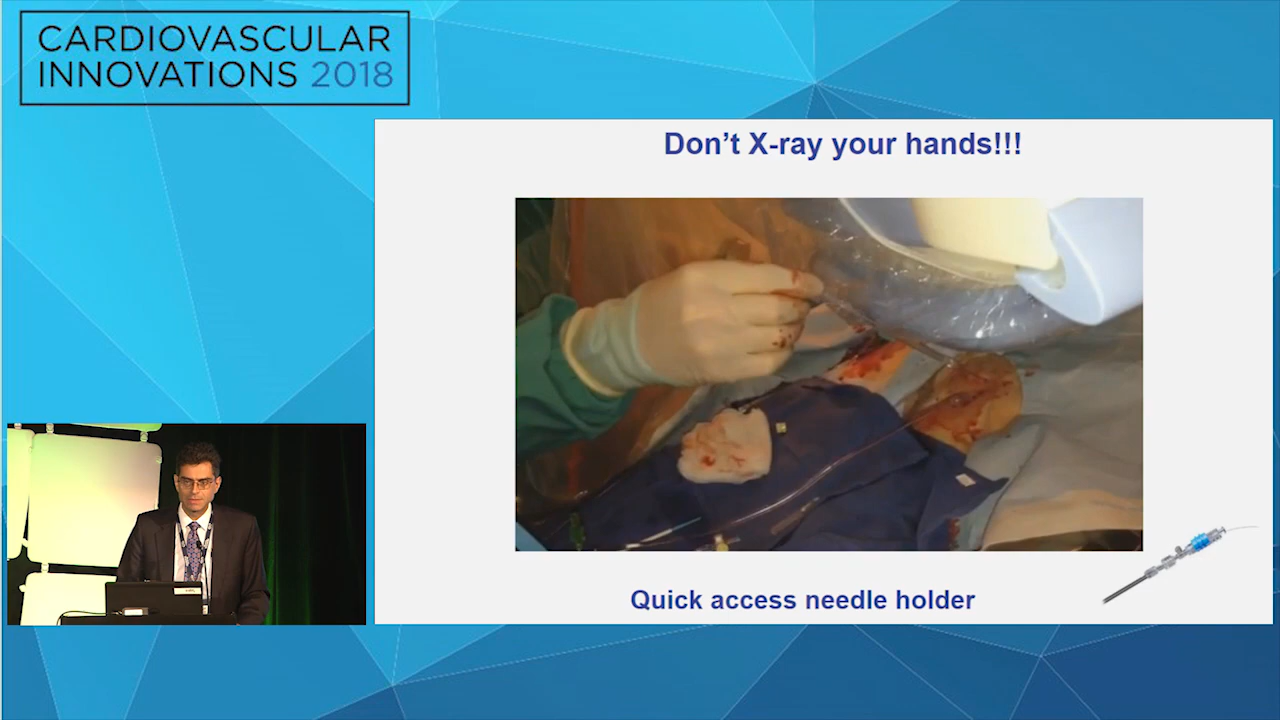 CARDIOVASCULAR
INNOVATIONS 2018
Don't X-ray your hands!!!
Quick access needle holder